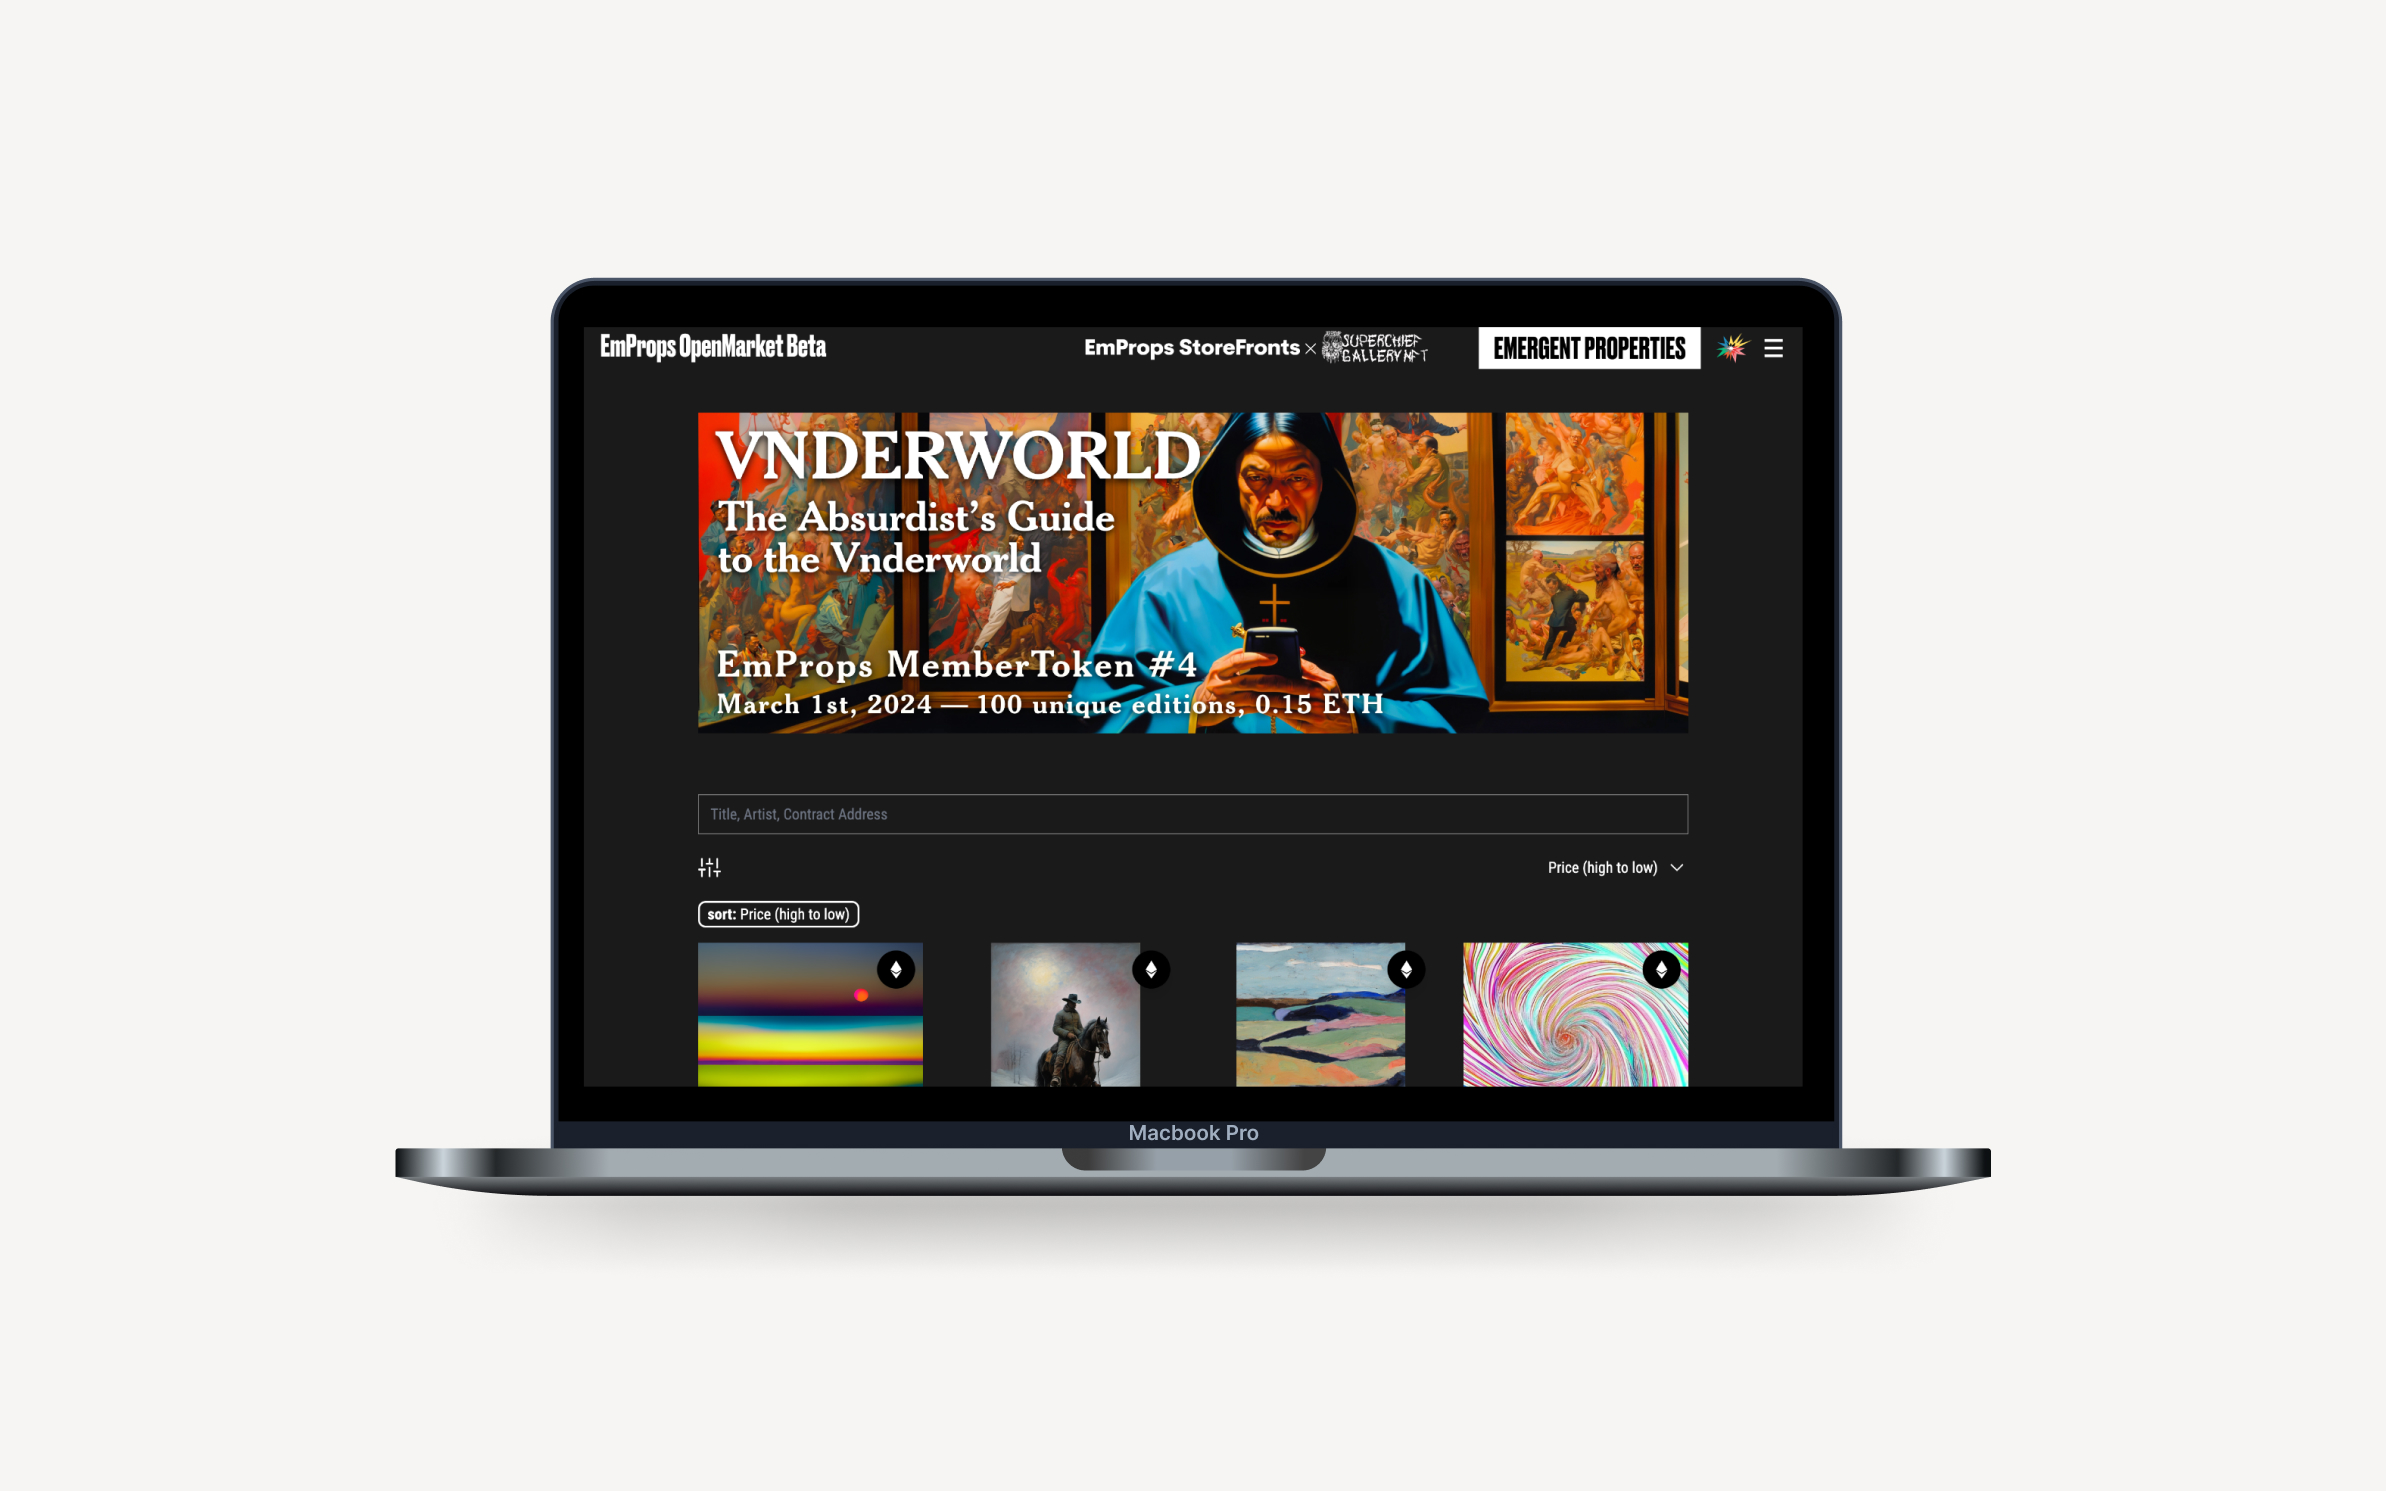 EmProps OpenMarket Beta
EmProps StoreFronts × SUPERCHIEF GALLERY NFT
EMERGENT PROPERTIES
VNDERWORLD
The Absurdist’s Guide
to the Vnderworld
EmProps MemberToken #4
March 1st, 2024 — 100 unique editions, 0.15 ETH
Title, Artist, Contract Address
Price (high to low)
sort: Price (high to low)
Macbook Pro